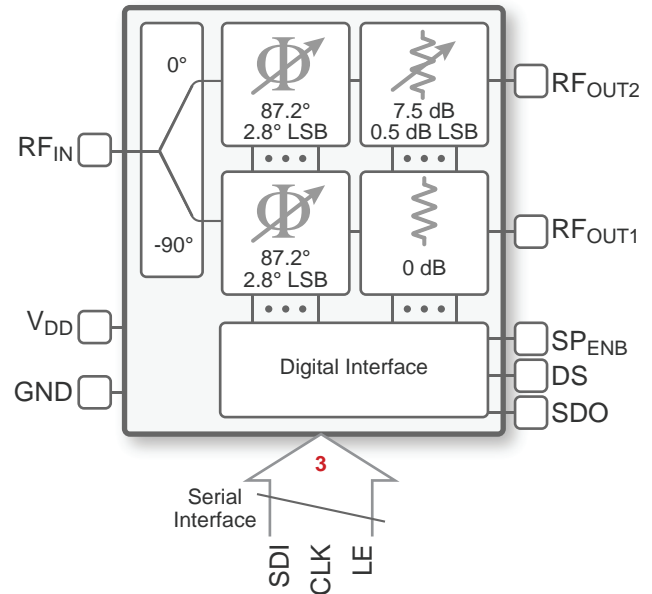 0°
Φ
87.2°
2.8° LSB
7.5 dB
0.5 dB LSB
RFOUT2
RFIN
-90°
Φ
87.2°
2.8° LSB
0 dB
RFOUT1
VDD
GND
Digital Interface
SPENB
DS
SDO
3
Serial
Interface
SDI
CLK
LE